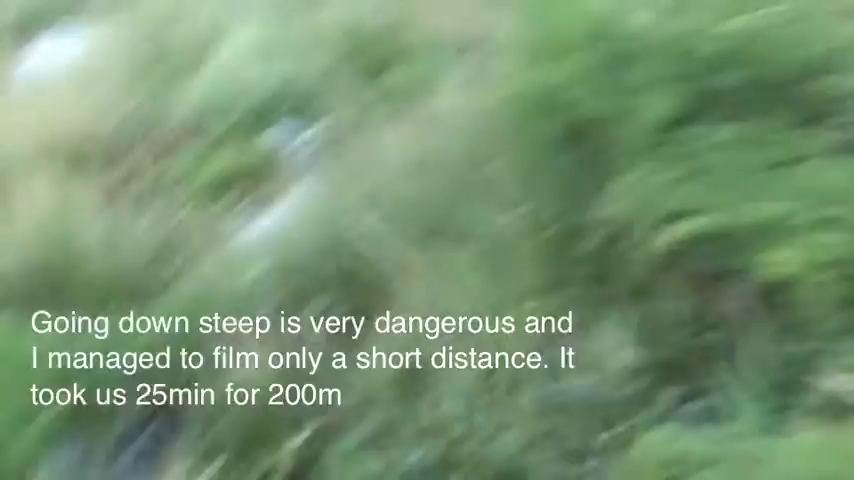 Going down steep is very dangerous and
I managed to film only a short distance. It
took us 25min for 200m